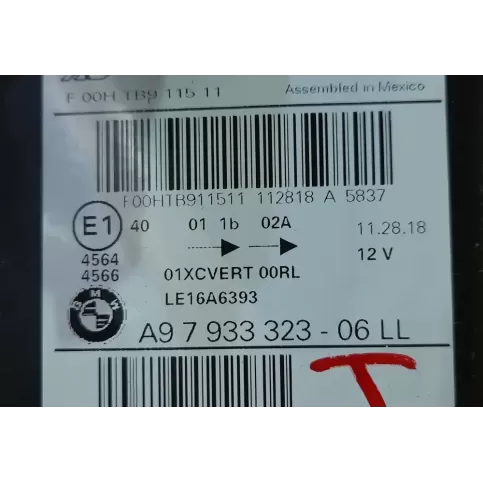 F 00H TB9 115 11 Assembled in Mexico
F00HTB911511 112818 A 5837
E1 40 01 1b 02A 11.28.18
4564
4566 12 V
01XCVERT 00RL
LE16A6393
BMW
A9 7 933 323 - 06 LL